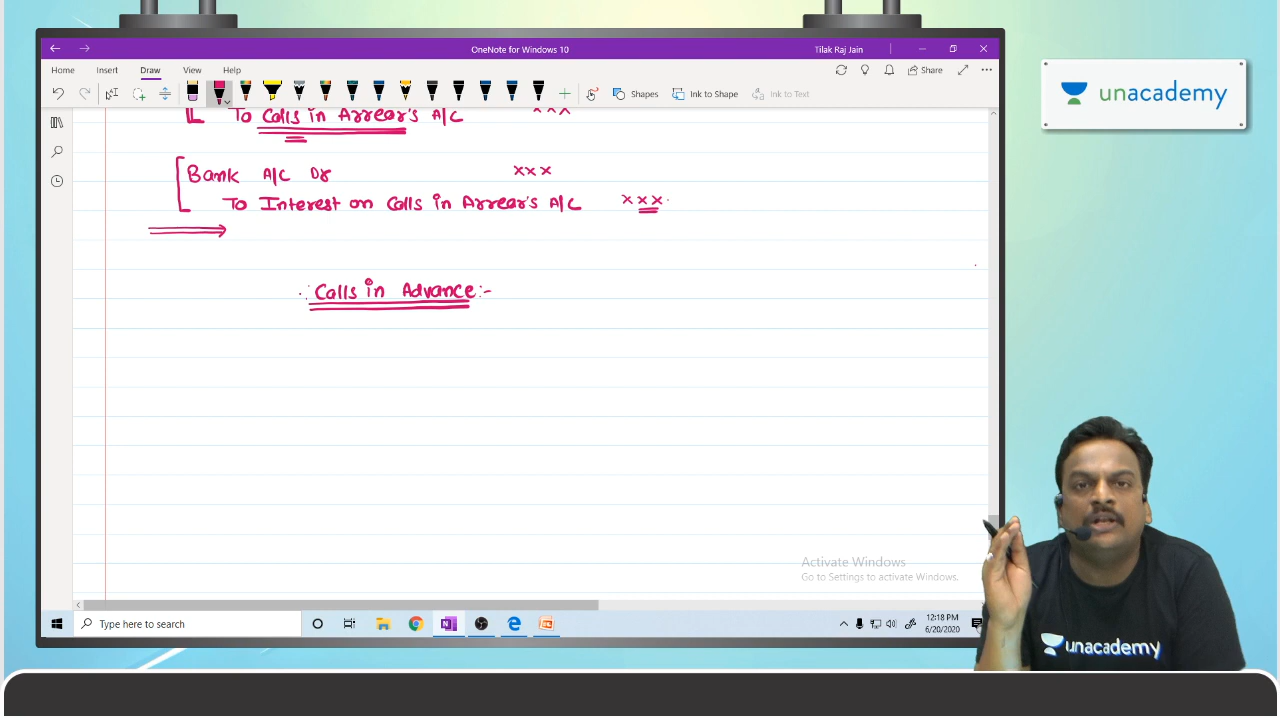 OneNote for Windows 10
Tilak Raj Jain
Home Insert Draw View Help
Share
Shapes
Ink to Shape
Ink to Text
unacademy
To Calls in Arrear's A/C xxx
Bank A/C Dr xxx
To Interest on Calls in Arrear's A/C xxx
Calls in Advance:-
Activate Windows
Go to Settings to activate Windows.
Type here to search
12:18 PM
6/20/2020
unacademy